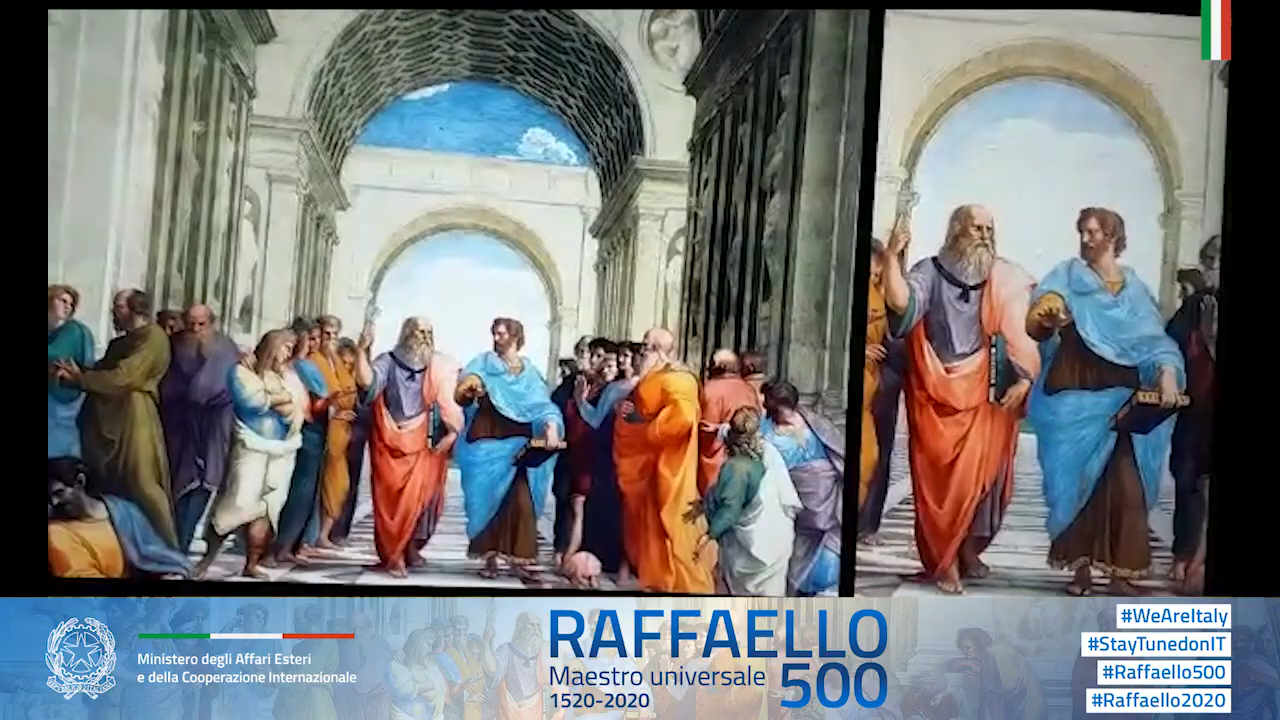 Ministero degli Affari Esteri
e della Cooperazione Internazionale
RAFFAELLO
Maestro universale
1520-2020
500
#WeAreItaly
#StayTunedonIT
#Raffaello500
#Raffaello2020